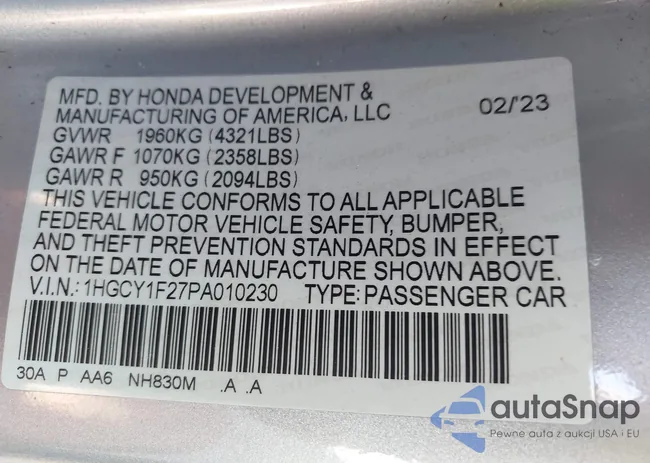 MFD. BY HONDA DEVELOPMENT &
MANUFACTURING OF AMERICA, LLC 02/'23
GVWR 1960KG (4321LBS)
GAWR F 1070KG (2358LBS)
GAWR R 950KG (2094LBS)
THIS VEHICLE CONFORMS TO ALL APPLICABLE
FEDERAL MOTOR VEHICLE SAFETY, BUMPER,
AND THEFT PREVENTION STANDARDS IN EFFECT
ON THE DATE OF MANUFACTURE SHOWN ABOVE.
V.I.N.:1HGCY1F27PA010230 TYPE:PASSENGER CAR
30A P AA6 NH830M .A .A
autaSnap
Pewne auta z aukcji USA i EU